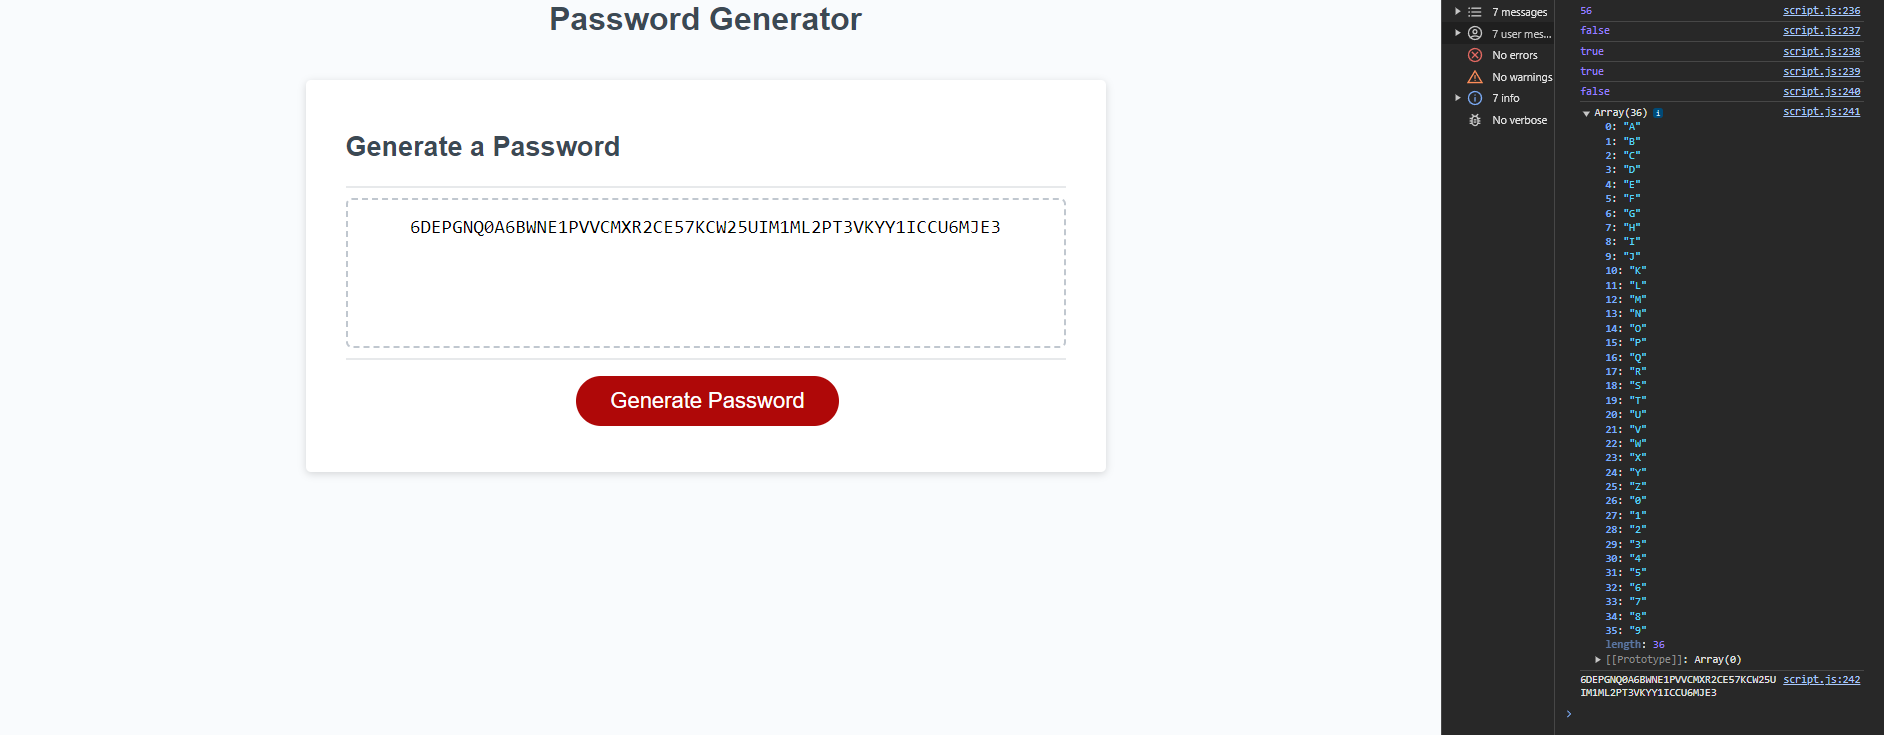 Password Generator
Generate a Password
6DEPGNQ0A6BWNE1PVVCMXR2CE57KCW25UIM1ML2PT3VKYY1ICCU6MJE3
Generate Password
7 messages
7 user mes...
No errors
No warnings
7 info
No verbose
56 script.js:236
false script.js:237
true script.js:238
true script.js:239
false script.js:240
Array(36) i script.js:241
0: "A"
1: "B"
2: "C"
3: "D"
4: "E"
5: "F"
6: "G"
7: "H"
8: "I"
9: "J"
10: "K"
11: "L"
12: "M"
13: "N"
14: "O"
15: "P"
16: "Q"
17: "R"
18: "S"
19: "T"
20: "U"
21: "V"
22: "W"
23: "X"
24: "Y"
25: "Z"
26: "0"
27: "1"
28: "2"
29: "3"
30: "4"
31: "5"
32: "6"
33: "7"
34: "8"
35: "9"
length: 36
[[Prototype]]: Array(0)
6DEPGNQ0A6BWNE1PVVCMXR2CE57KCW25U script.js:242
IM1ML2PT3VKYY1ICCU6MJE3